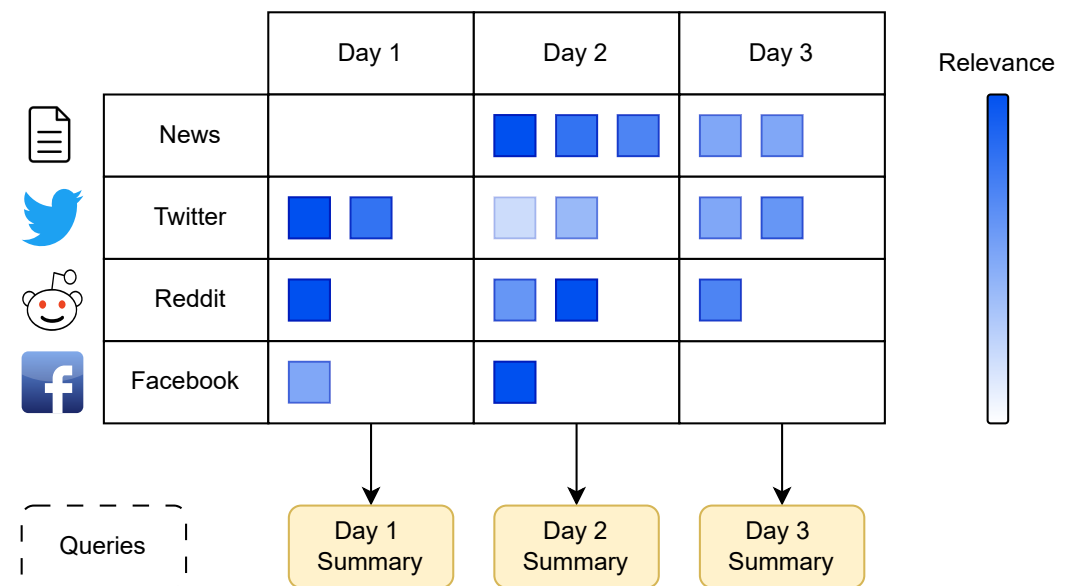 Day 1
Day 2
Day 3
Relevance
News
Twitter
Reddit
Facebook
Queries
Day 1
Summary
Day 2
Summary
Day 3
Summary